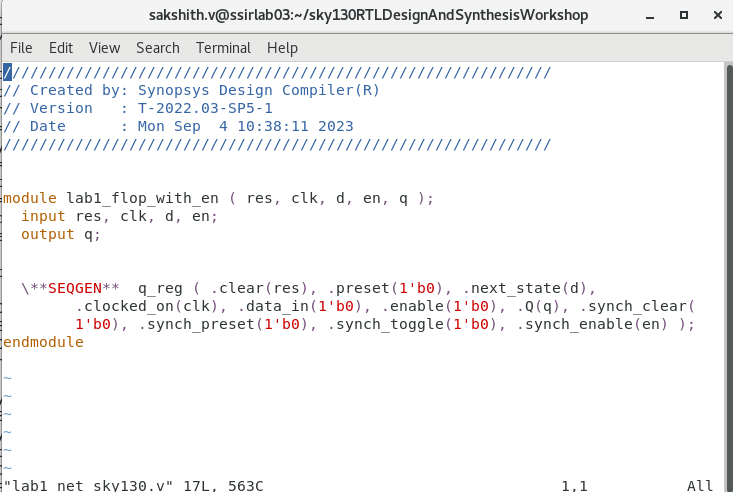 sakshith.v@ssirlab03:~/sky130RTLDesignAndSynthesisWorkshop
File Edit View Search Terminal Help
/////////////////////////////////////////////////////////////
// Created by: Synopsys Design Compiler(R)
// Version   : T-2022.03-SP5-1
// Date      : Mon Sep  4 10:38:11 2023
/////////////////////////////////////////////////////////////
module lab1_flop_with_en ( res, clk, d, en, q );
  input res, clk, d, en;
  output q;
  \**SEQGEN**  q_reg ( .clear(res), .preset(1'b0), .next_state(d),
        .clocked_on(clk), .data_in(1'b0), .enable(1'b0), .Q(q), .synch_clear(
        1'b0), .synch_preset(1'b0), .synch_toggle(1'b0), .synch_enable(en) );
endmodule
~
~
~
~
~
~
"lab1_net_sky130.v" 17L, 563C 1,1 All